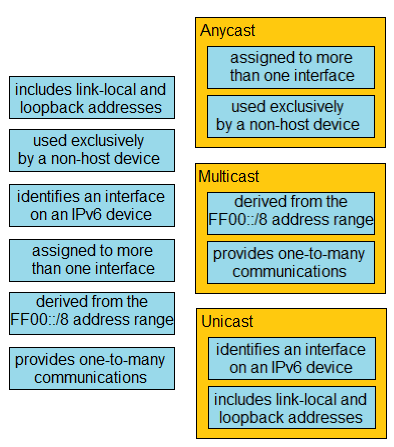 includes link-local and
loopback addresses
used exclusively
by a non-host device
identifies an interface
on an IPv6 device
assigned to more
than one interface
derived from the
FF00::/8 address range
provides one-to-many
communications
Anycast
assigned to more
than one interface
used exclusively
by a non-host device
Multicast
derived from the
FF00::/8 address range
provides one-to-many
communications
Unicast
identifies an interface
on an IPv6 device
includes link-local and
loopback addresses